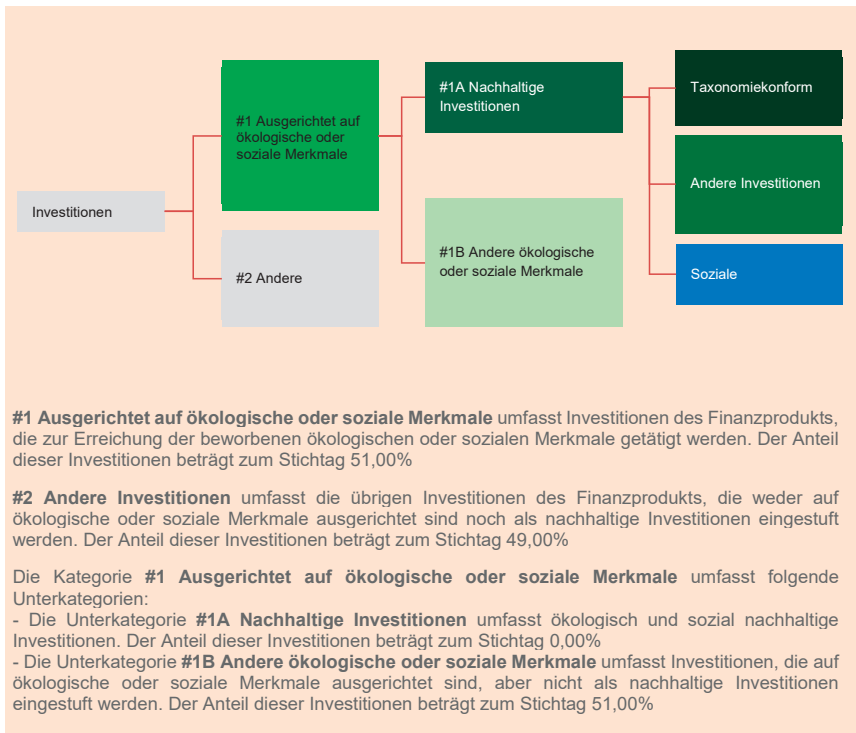 #1A Nachhaltige
Investitionen
Taxonomiekonform
#1 Ausgerichtet auf
ökologische oder
soziale Merkmale
Andere Investitionen
Investitionen
#1B Andere ökologische
oder soziale Merkmale
#2 Andere
Soziale
#1 Ausgerichtet auf ökologische oder soziale Merkmale umfasst Investitionen des Finanzprodukts,
die zur Erreichung der beworbenen ökologischen oder sozialen Merkmale getätigt werden. Der Anteil
dieser Investitionen beträgt zum Stichtag 51,00%
#2 Andere Investitionen umfasst die übrigen Investitionen des Finanzprodukts, die weder auf
ökologische oder soziale Merkmale ausgerichtet sind noch als nachhaltige Investitionen eingestuft
werden. Der Anteil dieser Investitionen beträgt zum Stichtag 49,00%
Die Kategorie #1 Ausgerichtet auf ökologische oder soziale Merkmale umfasst folgende
Unterkategorien:
- Die Unterkategorie #1A Nachhaltige Investitionen umfasst ökologisch und sozial nachhaltige
Investitionen. Der Anteil dieser Investitionen beträgt zum Stichtag 0,00%
- Die Unterkategorie #1B Andere ökologische oder soziale Merkmale umfasst Investitionen, die auf
ökologische oder soziale Merkmale ausgerichtet sind, aber nicht als nachhaltige Investitionen
eingestuft werden. Der Anteil dieser Investitionen beträgt zum Stichtag 51,00%